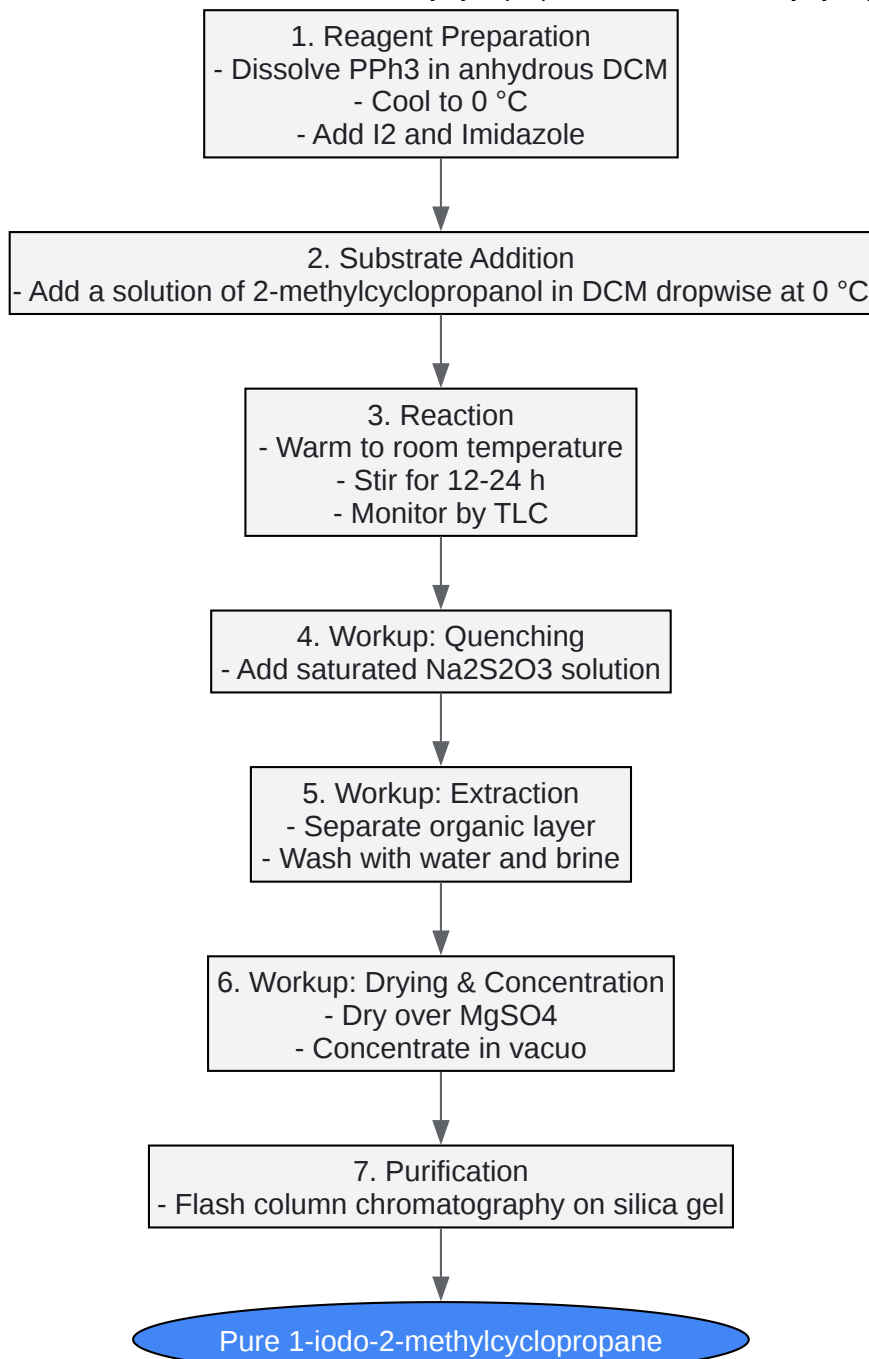 1. Reagent Preparation
- Dissolve PPh3 in anhydrous DCM
- Cool to 0 °C
- Add I2 and Imidazole
2. Substrate Addition
- Add a solution of 2-methylcyclopropanol in DCM dropwise at 0 °C
3. Reaction
- Warm to room temperature
- Stir for 12-24 h
- Monitor by TLC
4. Workup: Quenching
- Add saturated Na2S2O3 solution
5. Workup: Extraction
- Separate organic layer
- Wash with water and brine
6. Workup: Drying & Concentration
- Dry over MgSO4
- Concentrate in vacuo
7. Purification
- Flash column chromatography on silica gel
Pure 1-iodo-2-methylcyclopropane